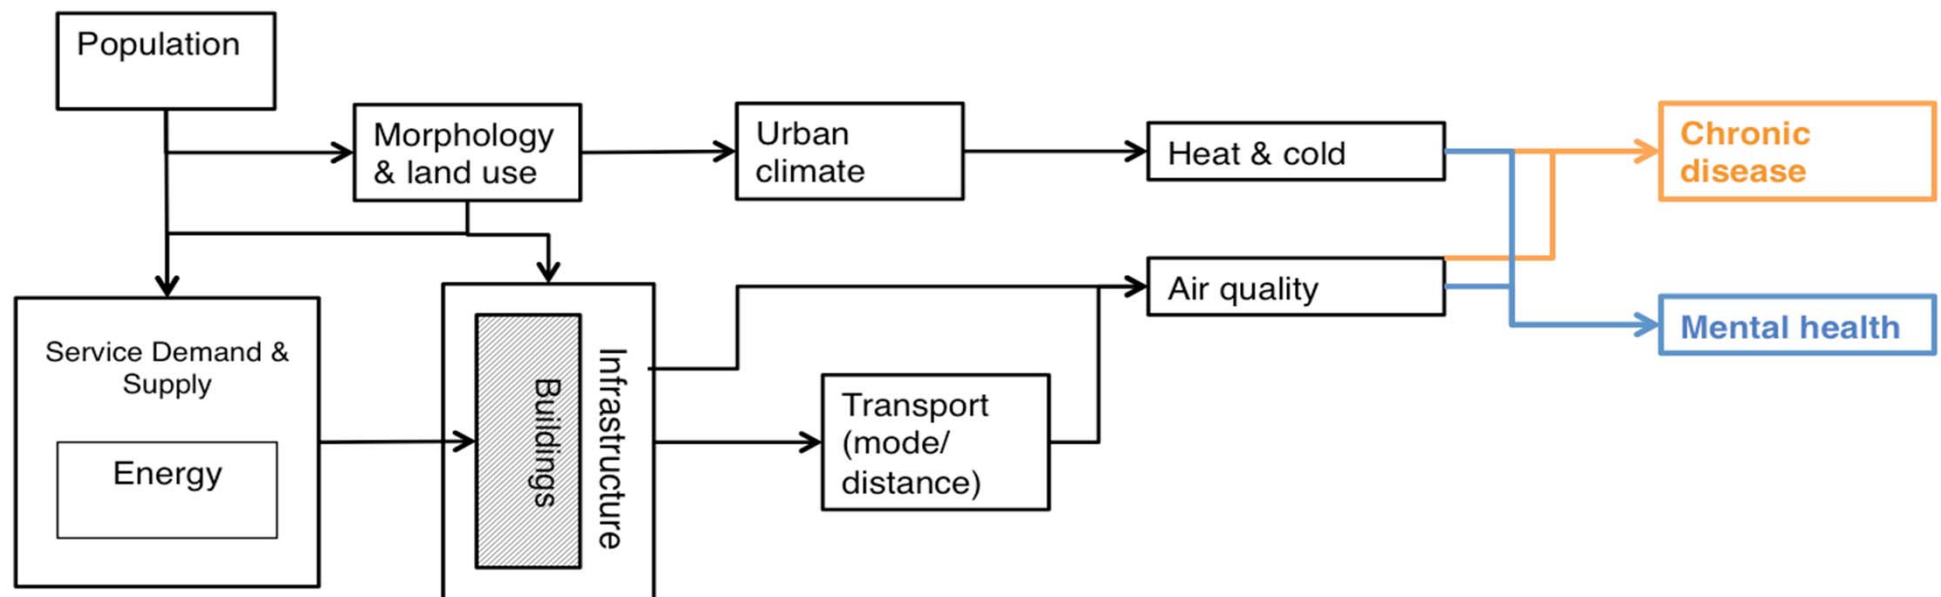 Population
Morphology
& land use
Urban
climate
Heat & cold
Chronic
disease
Air quality
Mental health
Service Demand &
Supply
Energy
Buildings
Infrastructure
Transport
(mode/
distance)